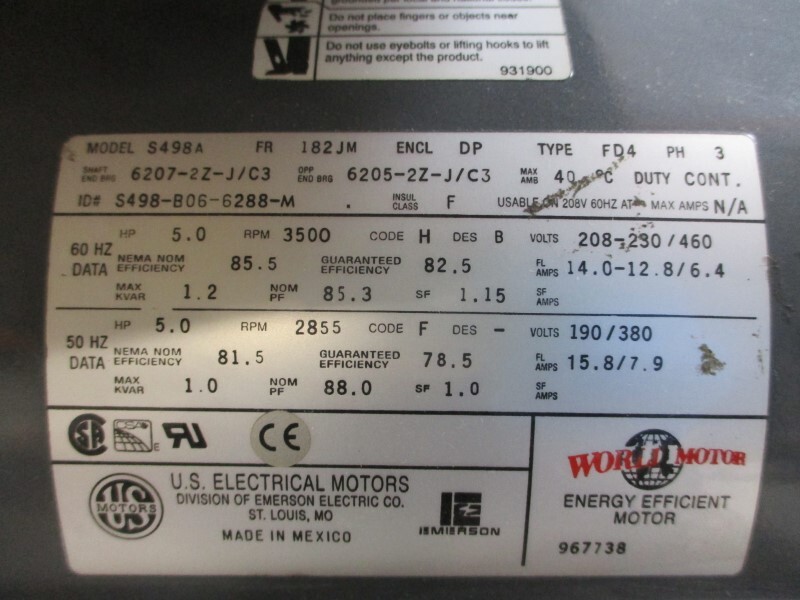 Do not place fingers or objects near
openings.
Do not use eyebolts or lifting hooks to lift
anything except the product.
931900
MODEL S498A FR 182JM ENCL DP TYPE FD4 PH 3
SHAFT END BRG 6207-2Z-J/C3 OPP END BRG 6205-2Z-J/C3 MAX AMB 40 °C DUTY CONT.
ID# S498-B06-6288-M . INSUL CLASS F USABLE ON 208V 60HZ AT MAX AMPS N/A
60 HZ DATA
HP 5.0 RPM 3500 CODE H DES B VOLTS 208-230/460
NEMA NOM EFFICIENCY 85.5 GUARANTEED EFFICIENCY 82.5 FL AMPS 14.0-12.8/6.4
MAX KVAR 1.2 NOM PF 85.3 SF 1.15 SF AMPS
50 HZ DATA
HP 5.0 RPM 2855 CODE F DES - VOLTS 190/380
NEMA NOM EFFICIENCY 81.5 GUARANTEED EFFICIENCY 78.5 FL AMPS 15.8/7.9
MAX KVAR 1.0 NOM PF 88.0 SF 1.0 SF AMPS
SA E RU CE
US MOTORS
U.S. ELECTRICAL MOTORS
DIVISION OF EMERSON ELECTRIC CO.
ST. LOUIS, MO
MADE IN MEXICO
EMERSON
WORLD MOTOR
ENERGY EFFICIENT
MOTOR
967738